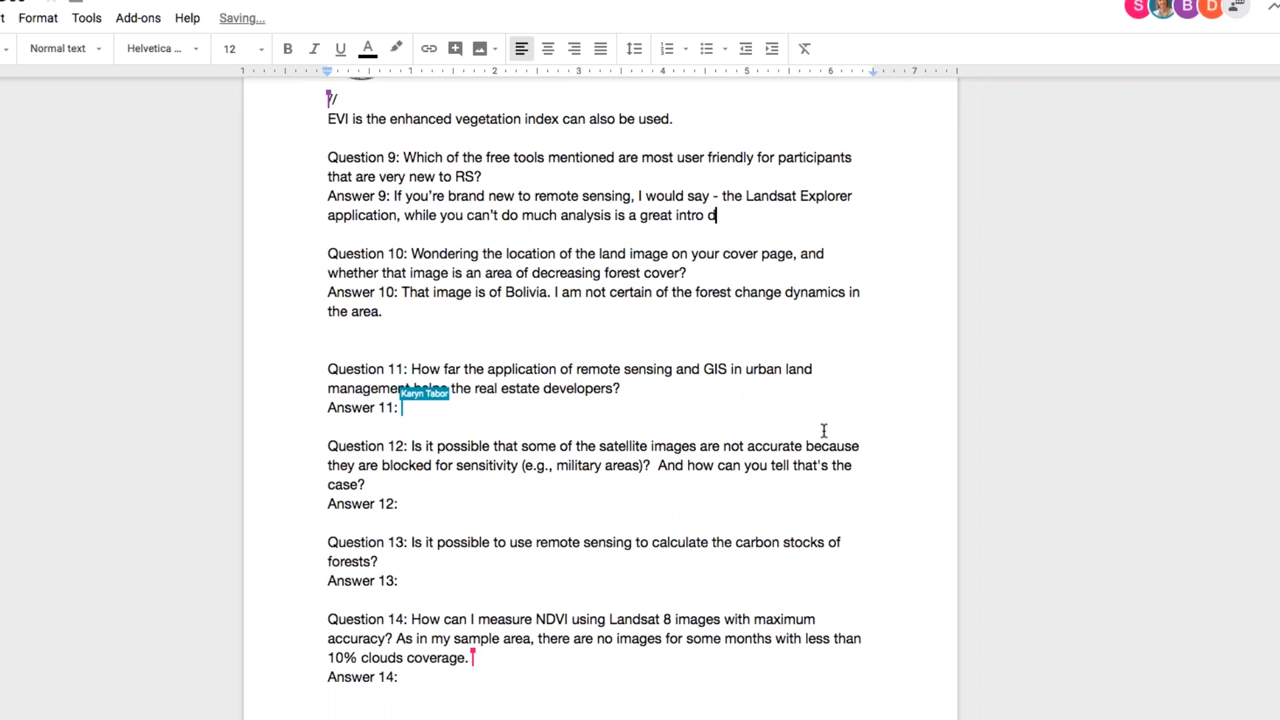 Format Tools Add-ons Help Saving...
S B D
Normal text Helvetica ... 12 B I U A
1 1 2 3 4 5 6 7
//
EVI is the enhanced vegetation index can also be used.
Question 9: Which of the free tools mentioned are most user friendly for participants
that are very new to RS?
Answer 9: If you're brand new to remote sensing, I would say - the Landsat Explorer
application, while you can't do much analysis is a great intro d
Question 10: Wondering the location of the land image on your cover page, and
whether that image is an area of decreasing forest cover?
Answer 10: That image is of Bolivia. I am not certain of the forest change dynamics in
the area.
Question 11: How far the application of remote sensing and GIS in urban land
management helps the real estate developers?
Karyn Tabor
Answer 11:
Question 12: Is it possible that some of the satellite images are not accurate because
they are blocked for sensitivity (e.g., military areas)?  And how can you tell that's the
case?
Answer 12:
Question 13: Is it possible to use remote sensing to calculate the carbon stocks of
forests?
Answer 13:
Question 14: How can I measure NDVI using Landsat 8 images with maximum
accuracy? As in my sample area, there are no images for some months with less than
10% clouds coverage.
Answer 14: